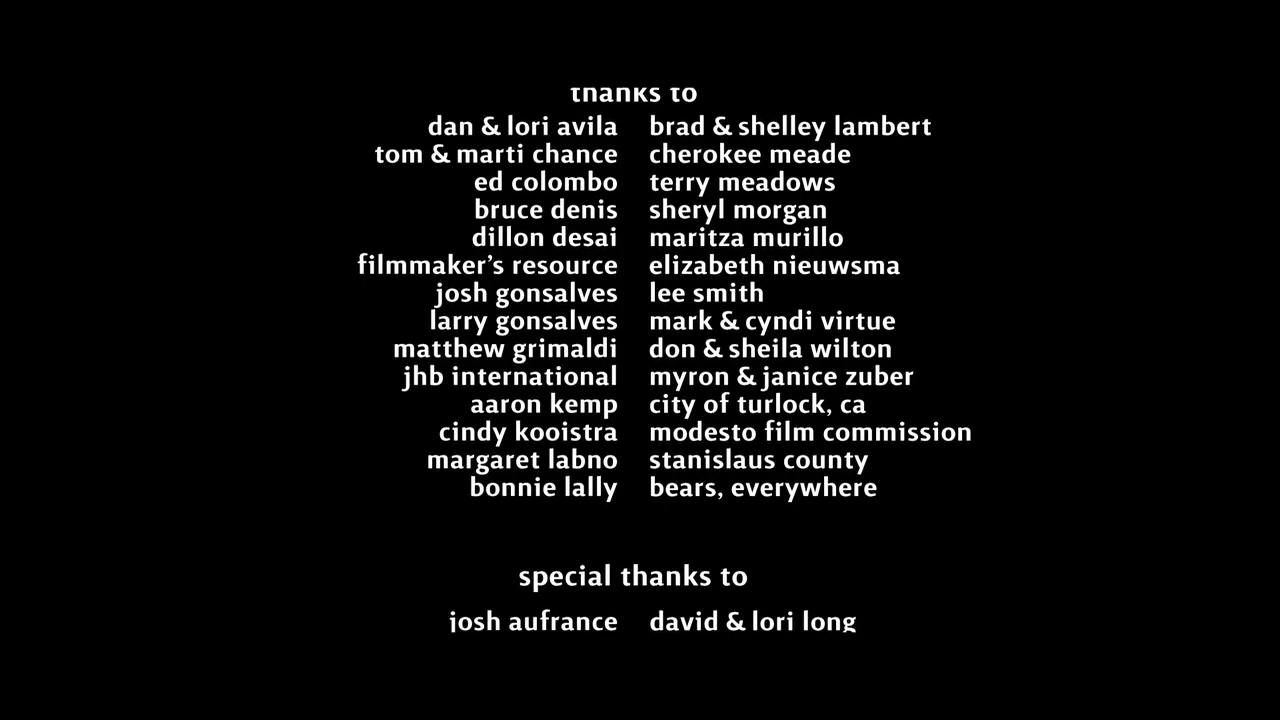 thanks to
dan & lori avila brad & shelley lambert
tom & marti chance cherokee meade
ed colombo terry meadows
bruce denis sheryl morgan
dillon desai maritza murillo
filmmaker’s resource elizabeth nieuwsma
josh gonsalves lee smith
larry gonsalves mark & cyndi virtue
matthew grimaldi don & sheila wilton
jhb international myron & janice zuber
aaron kemp city of turlock, ca
cindy kooistra modesto film commission
margaret labno stanislaus county
bonnie lally bears, everywhere
special thanks to
josh aufrance david & lori long